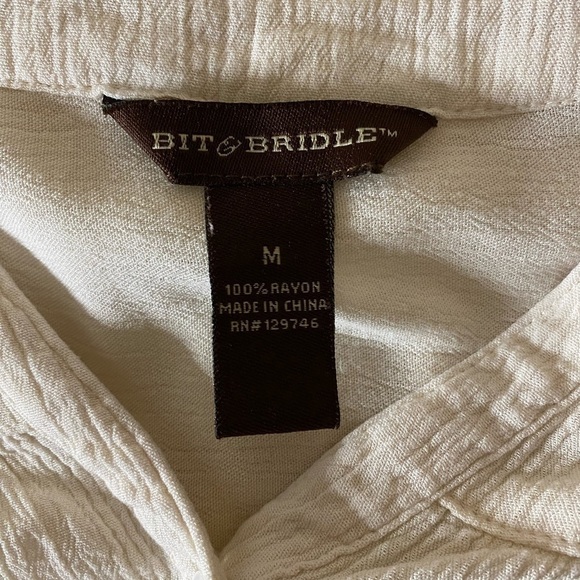 BIT & BRIDLE™
M
100% RAYON
MADE IN CHINA
RN# 129746